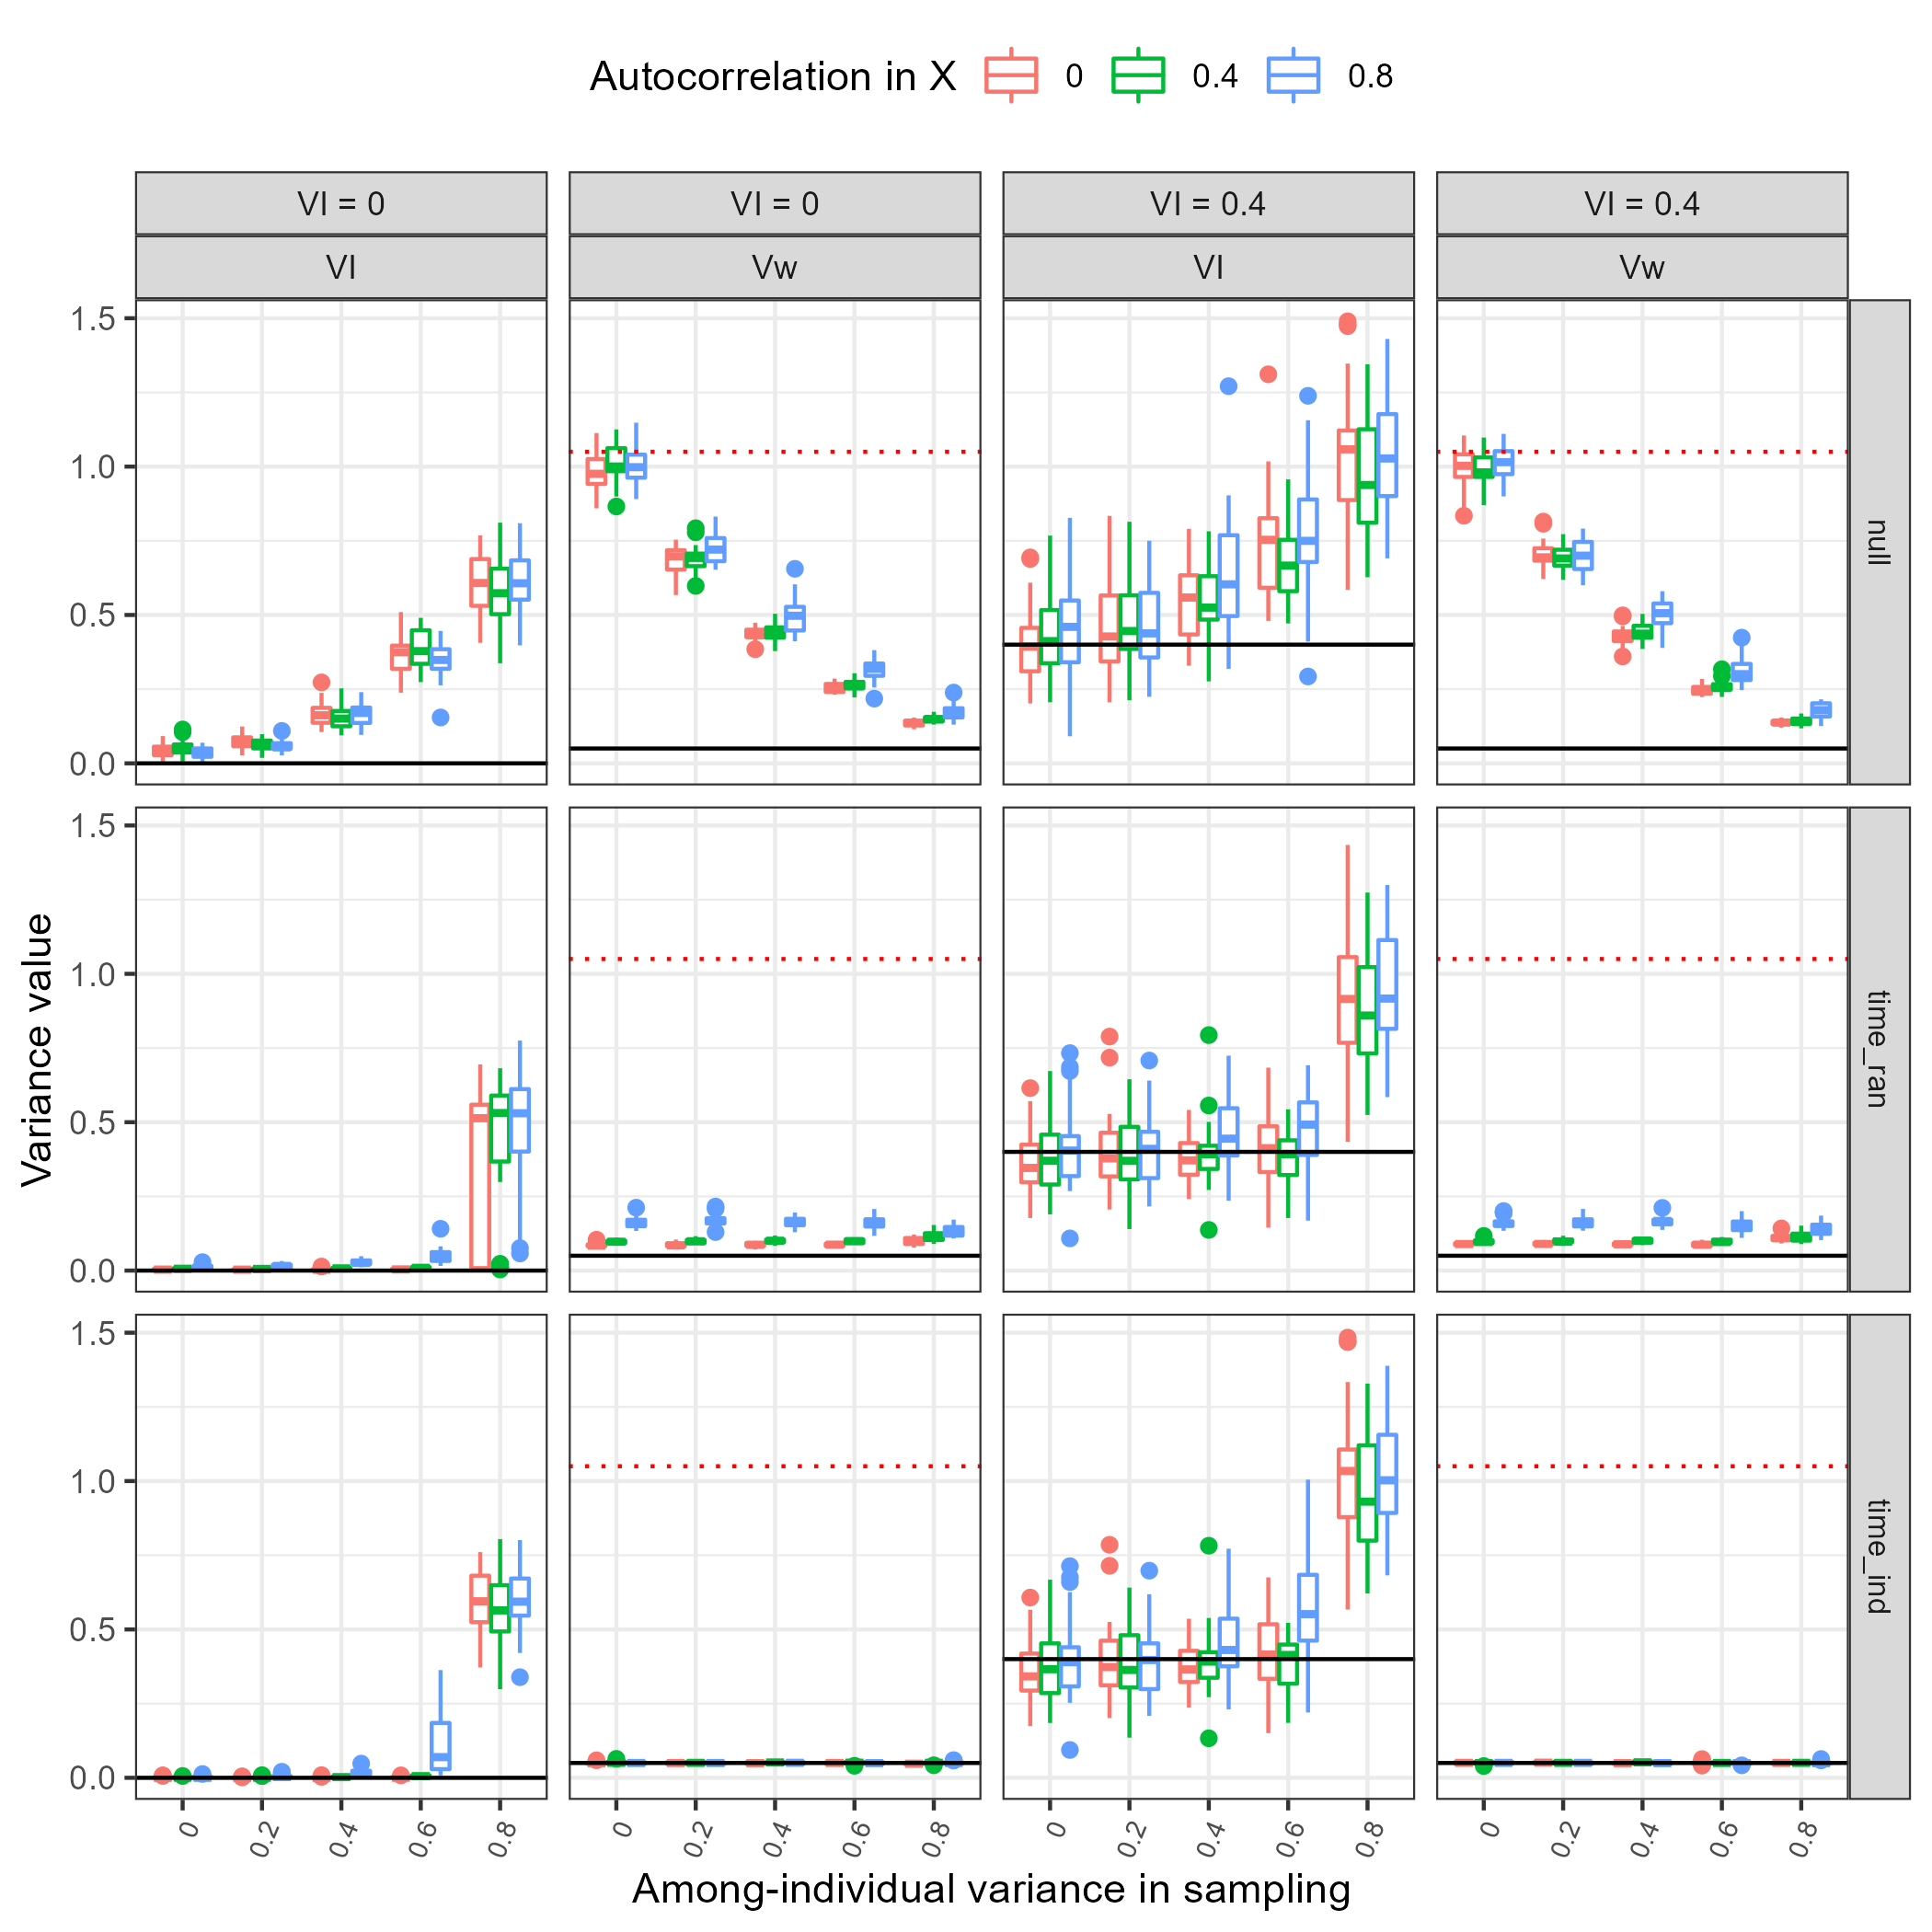 Autocorrelation in X 0 0.4 0.8
VI = 0 VI = 0 VI = 0.4 VI = 0.4
VI Vw VI Vw
1.5
1.0
0.5
0.0
null
1.5
1.0
0.5
0.0
time_ran
1.5
1.0
0.5
0.0
time_ind
Variance value
0 0.2 0.4 0.6 0.8 0 0.2 0.4 0.6 0.8 0 0.2 0.4 0.6 0.8 0 0.2 0.4 0.6 0.8
Among-individual variance in sampling